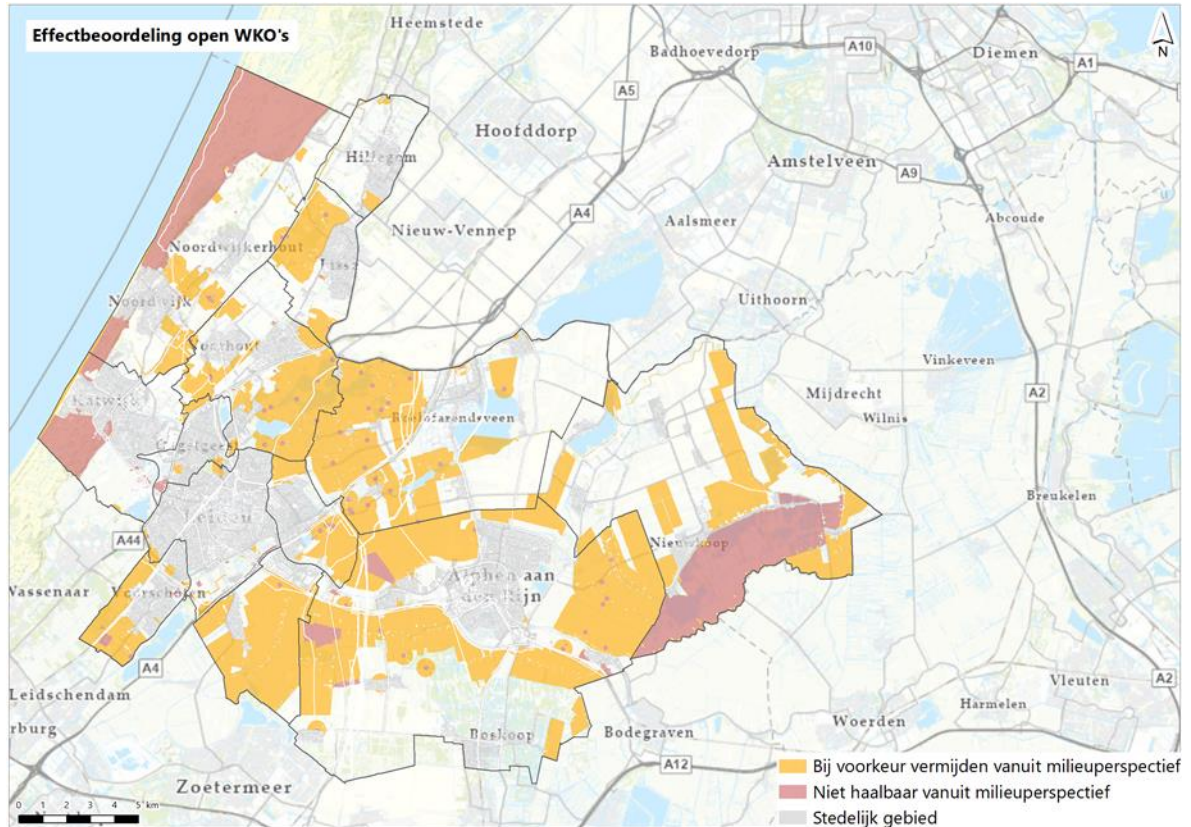 Effectbeoordeling open WKO's
N
Heemstede
Badhoevedorp
A10
Diemen
A1
A5
Hoofddorp
Hillegom
Amstelveen
A9
A4
Aalsmeer
Abcoude
Nieuw-Vennep
Noordwijkerhout
Lisse
Uithoorn
Noordwijk
Voorhout
Vinkeveen
A2
Mijdrecht
Katwijk
Roelofarendsveen
Wilnis
Oegstgeest
Leiden
Breukelen
A44
Nieuwkoop
Alphen aan
den Rijn
Wassenaar
Voorschoten
A4
Leidschendam
Vleuten
A2
Harmelen
Woerden
Boskoop
Bodegraven
A12
Zoetermeer
Bij voorkeur vermijden vanuit milieuperspectief
Niet haalbaar vanuit milieuperspectief
Stedelijk gebied
0 1 2 3 4 5 km